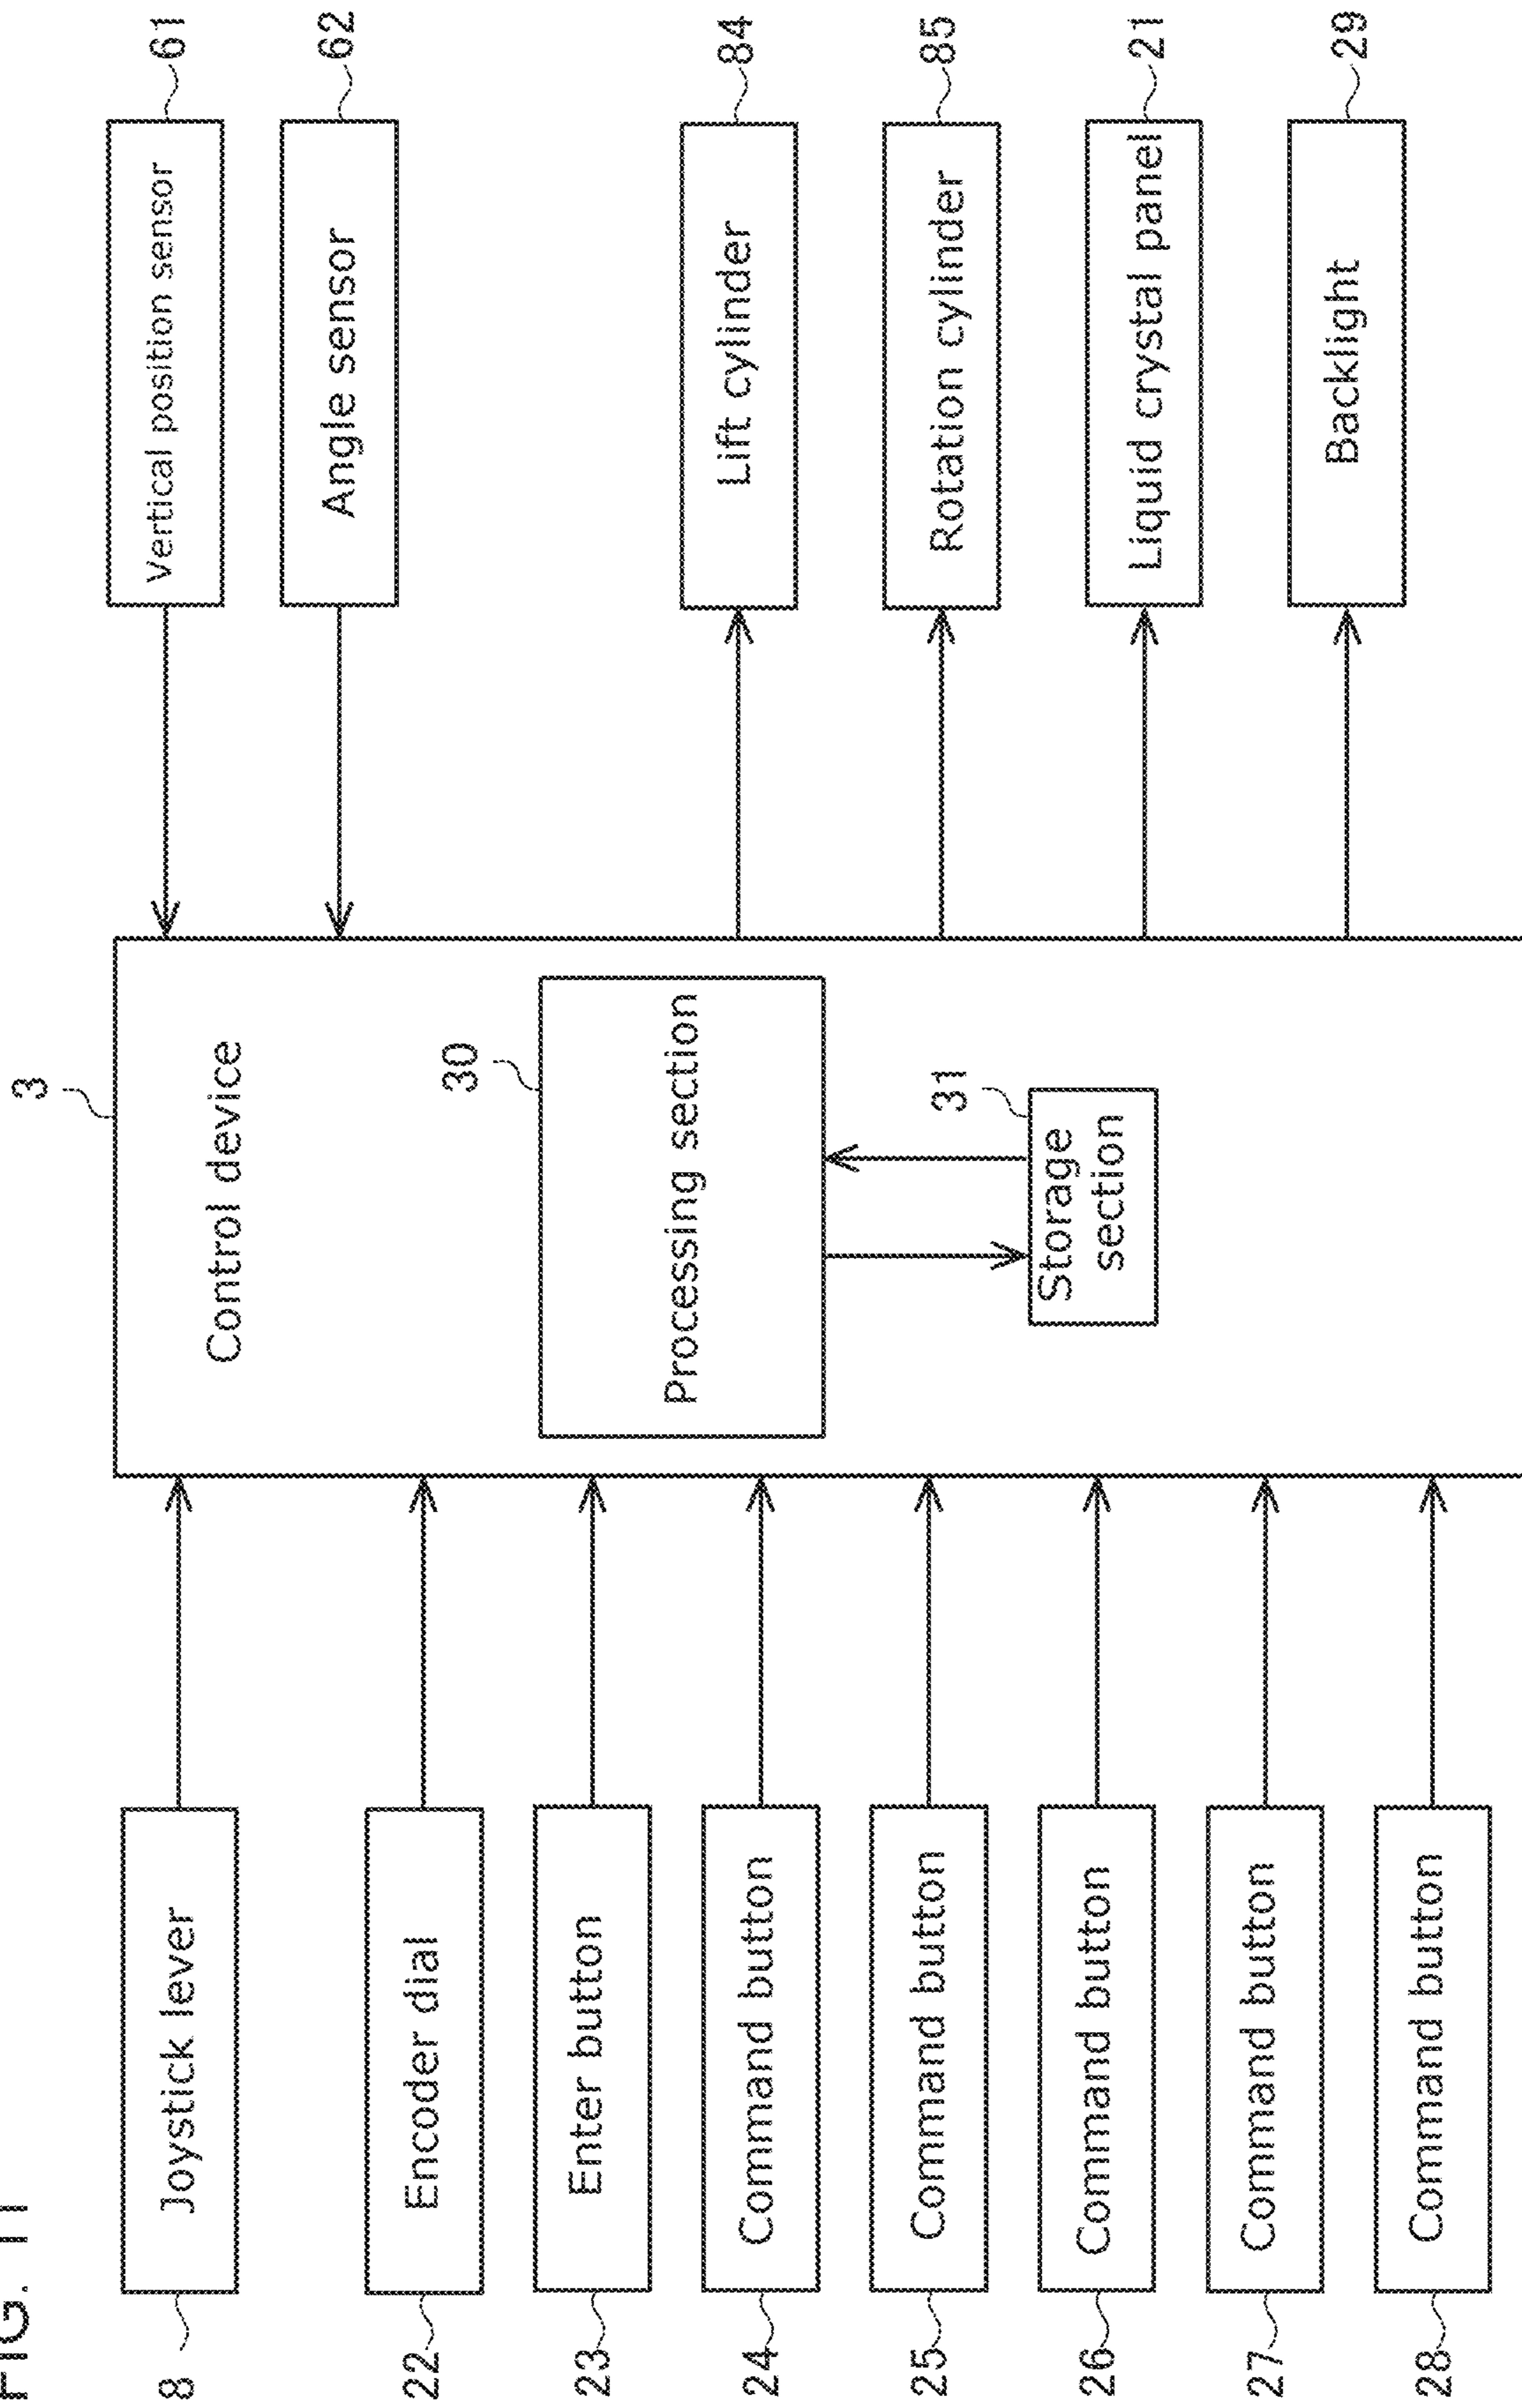 FIG. 11
3
8
Joystick lever
22
Encoder dial
23
Enter button
24
Command button
25
Command button
26
Command button
27
Command button
28
Command button
Control device
30
Processing section
31
Storage
section
Vertical position sensor
61
Angle sensor
62
Lift cylinder
84
Rotation cylinder
85
Liquid crystal panel
21
Backlight
29